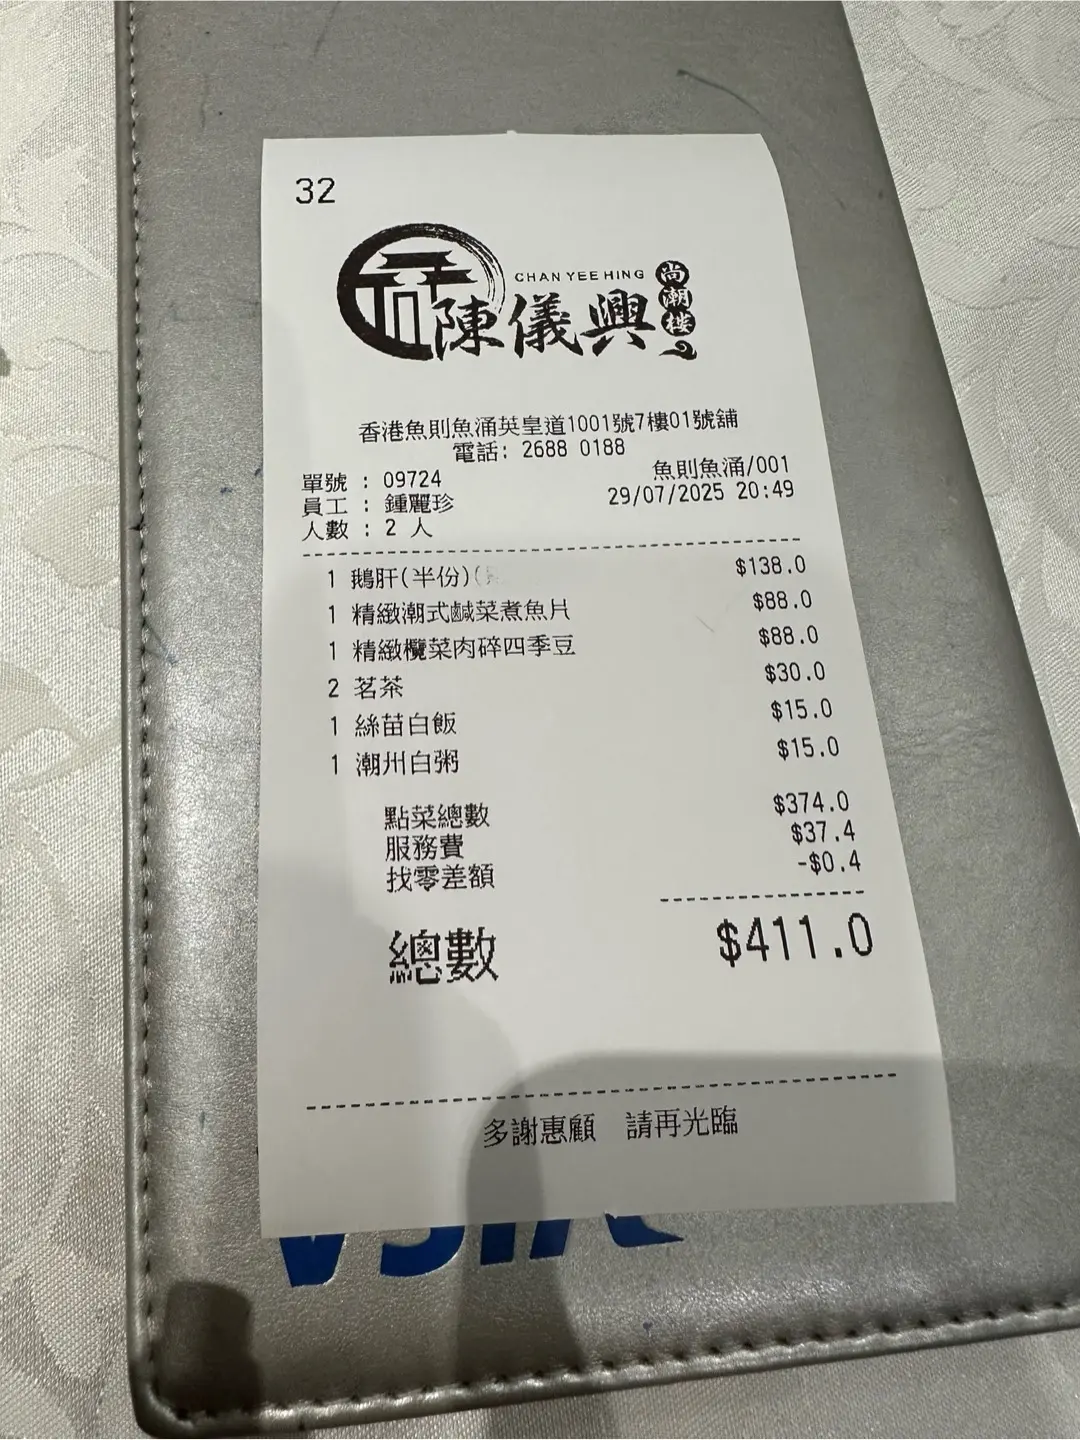 32
CHAN YEE HING
陳儀興 尚潮樓
香港魚則魚涌英皇道1001號7樓01號舖
電話: 2688 0188
單號 : 09724 魚則魚涌/001
員工 : 鍾麗珍 29/07/2025 20:49
人數 : 2 人
1 鵝肝(半份)( $138.0
1 精緻潮式鹹菜煮魚片 $88.0
1 精緻欖菜肉碎四季豆 $88.0
2 茗茶 $30.0
1 絲苗白飯 $15.0
1 潮州白粥 $15.0
點菜總數 $374.0
服務費 $37.4
找零差額 -$0.4
總數 $411.0
多謝惠顧 請再光臨
VISA